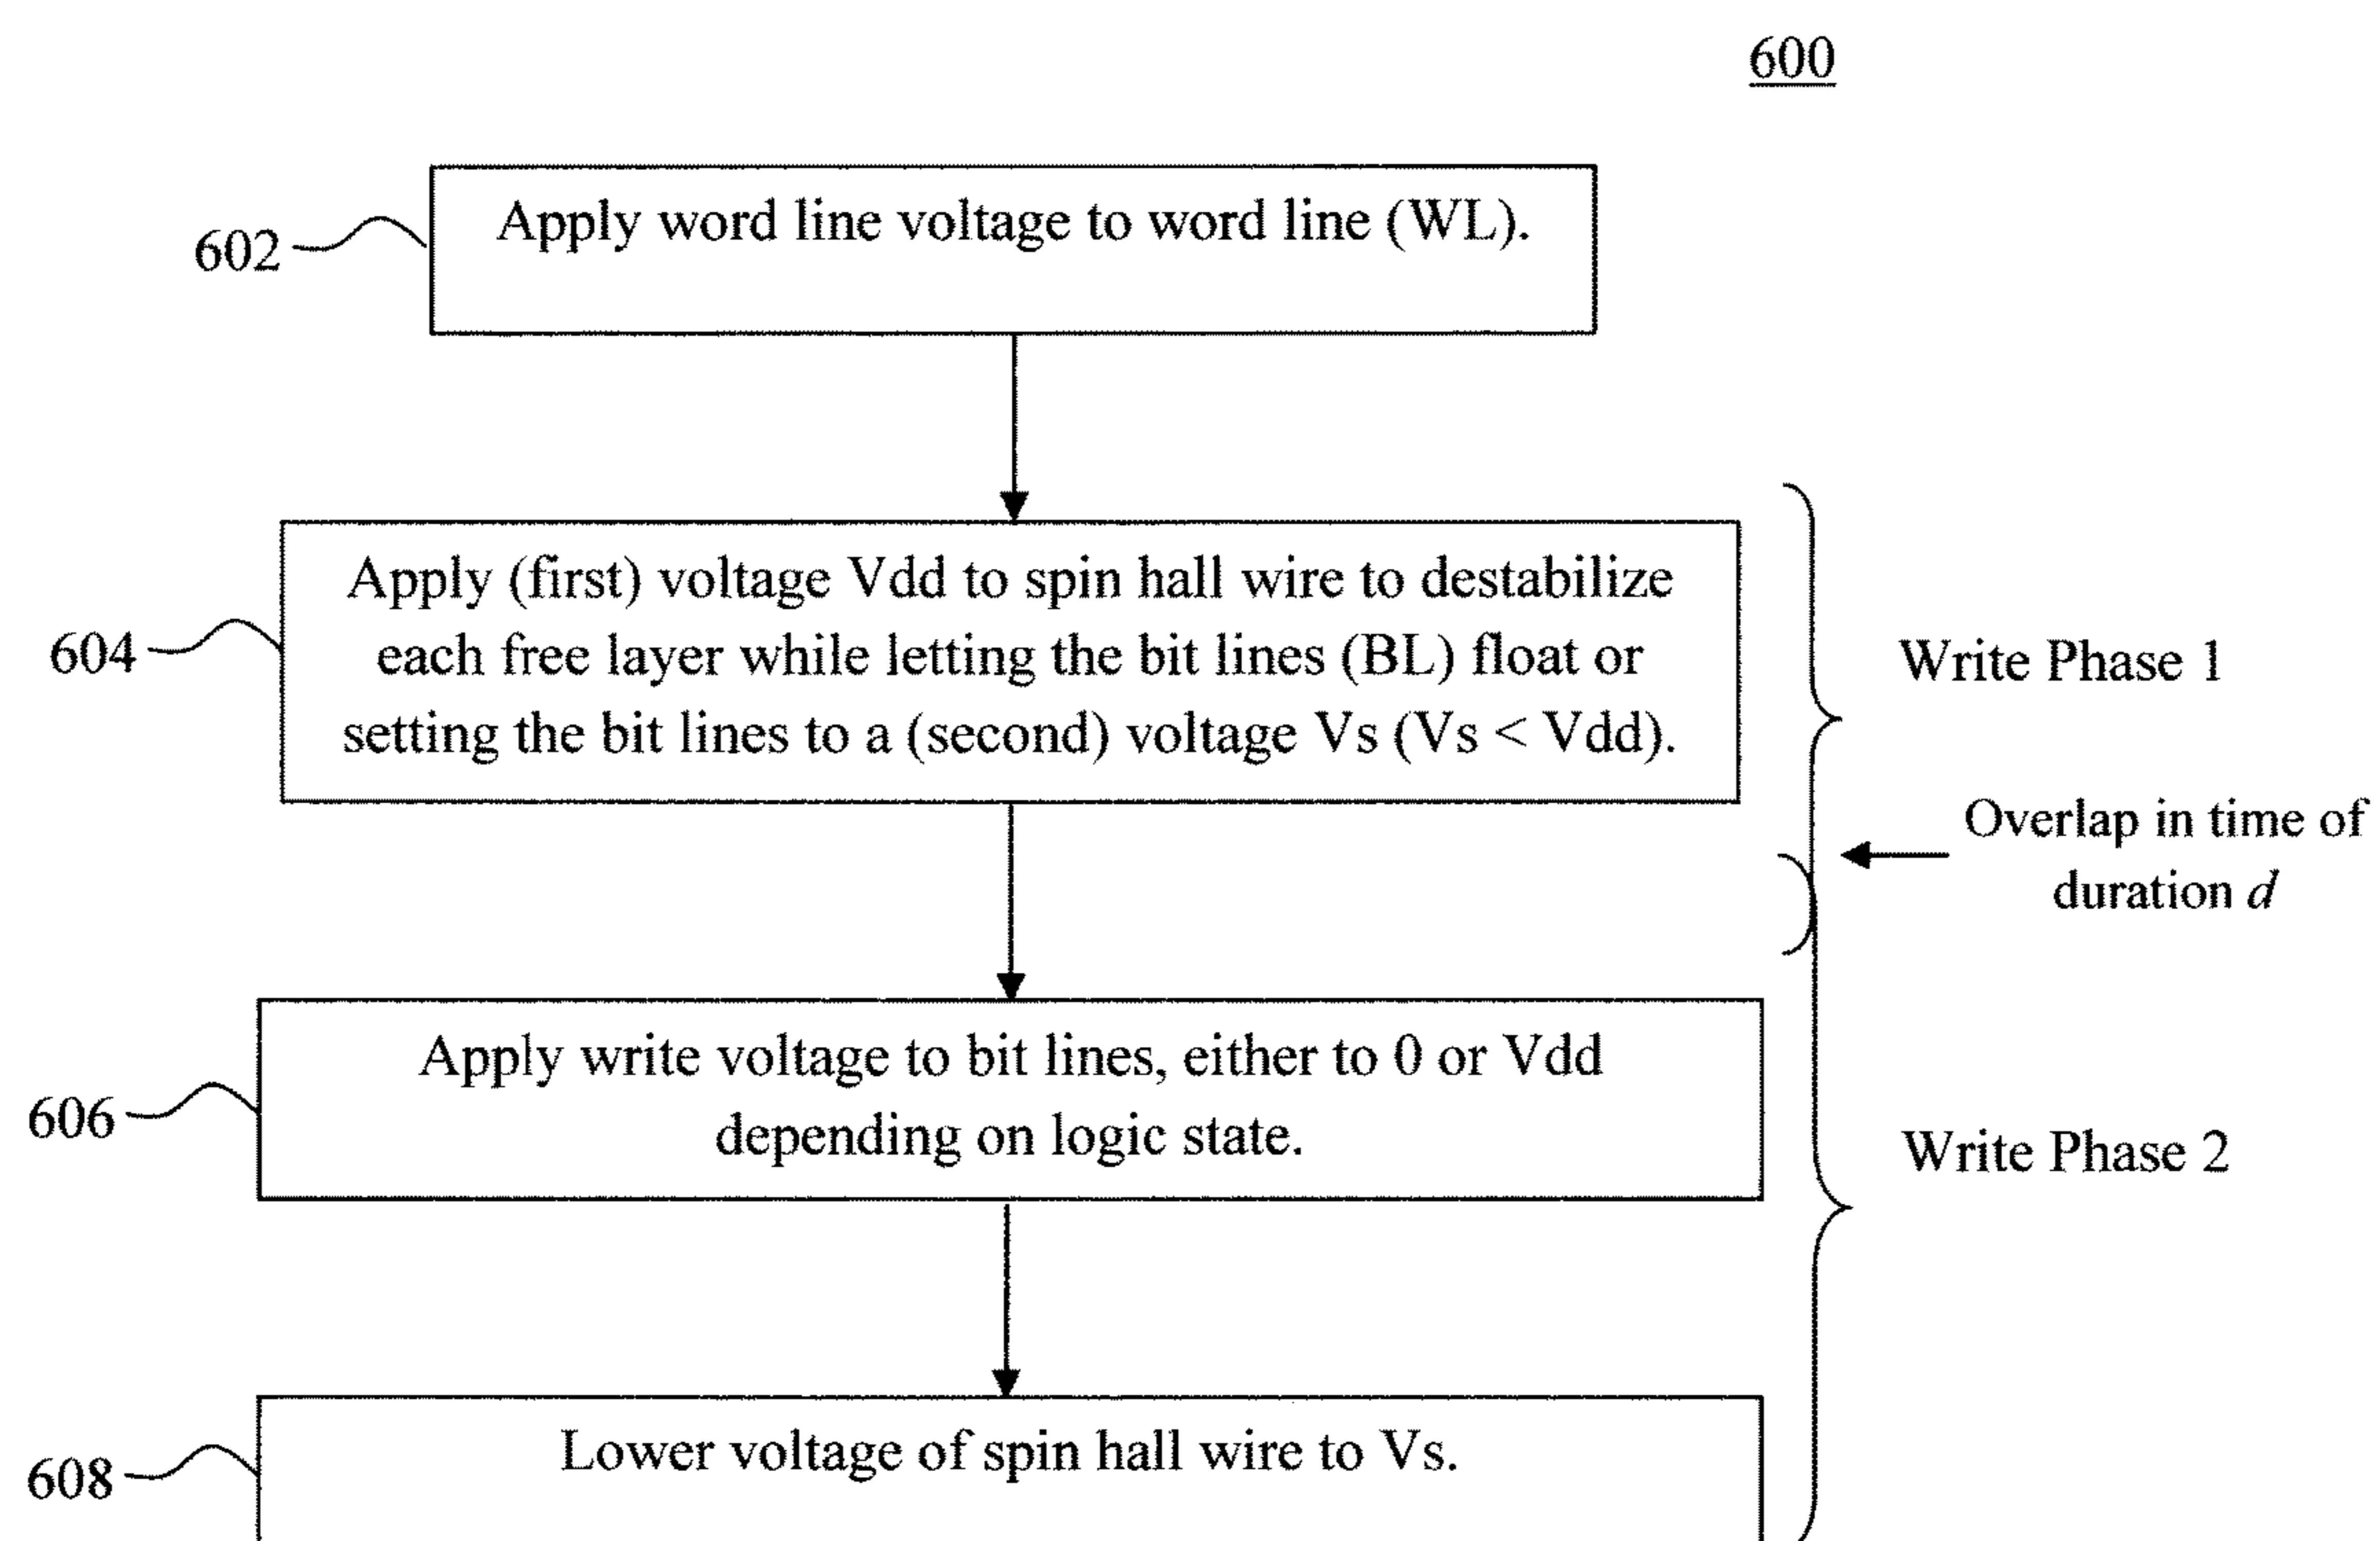 600
602
Apply word line voltage to word line (WL).
604
Apply (first) voltage Vdd to spin hall wire to destabilize
each free layer while letting the bit lines (BL) float or
setting the bit lines to a (second) voltage Vs (Vs < Vdd).
Write Phase 1
Overlap in time of
duration d
606
Apply write voltage to bit lines, either to 0 or Vdd
depending on logic state.
Write Phase 2
608
Lower voltage of spin hall wire to Vs.